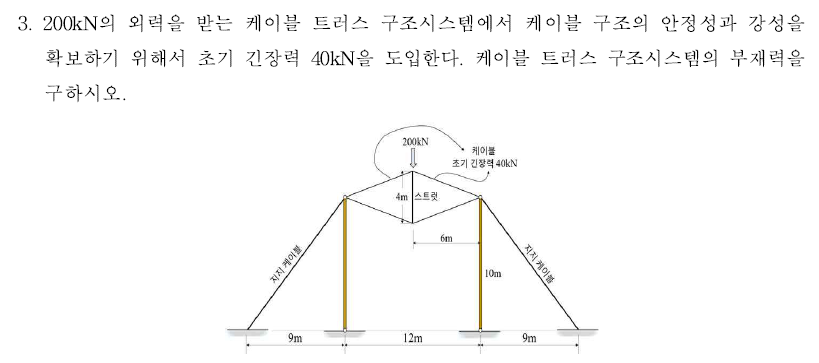 3. 200kN의 외력을 받는 케이블 트러스 구조시스템에서 케이블 구조의 안정성과 강성을
확보하기 위해서 초기 긴장력 40kN을 도입한다. 케이블 트러스 구조시스템의 부재력을
구하시오.
200kN
케이블
초기 긴장력 40kN
4m
스트럿
6m
지지 케이블
지지 케이블
10m
9m
12m
9m